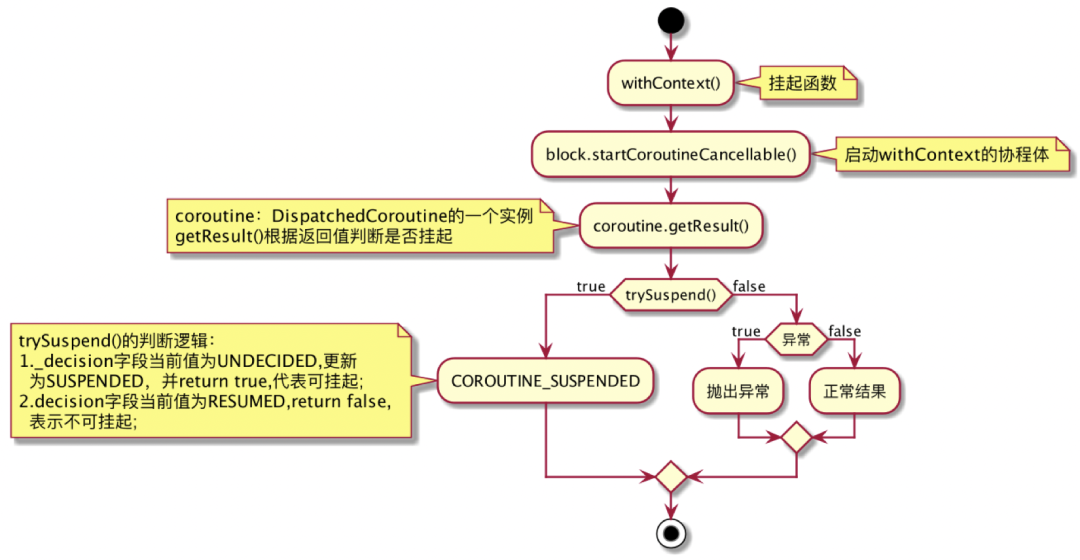 withContext()
挂起函数
block.startCoroutineCancellable()
启动withContext的协程体
coroutine：DispatchedCoroutine的一个实例
getResult()根据返回值判断是否挂起
coroutine.getResult()
true
trySuspend()
false
trySuspend()的判断逻辑：
1._decision字段当前值为UNDECIDED,更新
为SUSPENDED，并return true,代表可挂起;
2.decision字段当前值为RESUMED,return false,
表示不可挂起;
COROUTINE_SUSPENDED
true
异常
false
抛出异常
正常结果